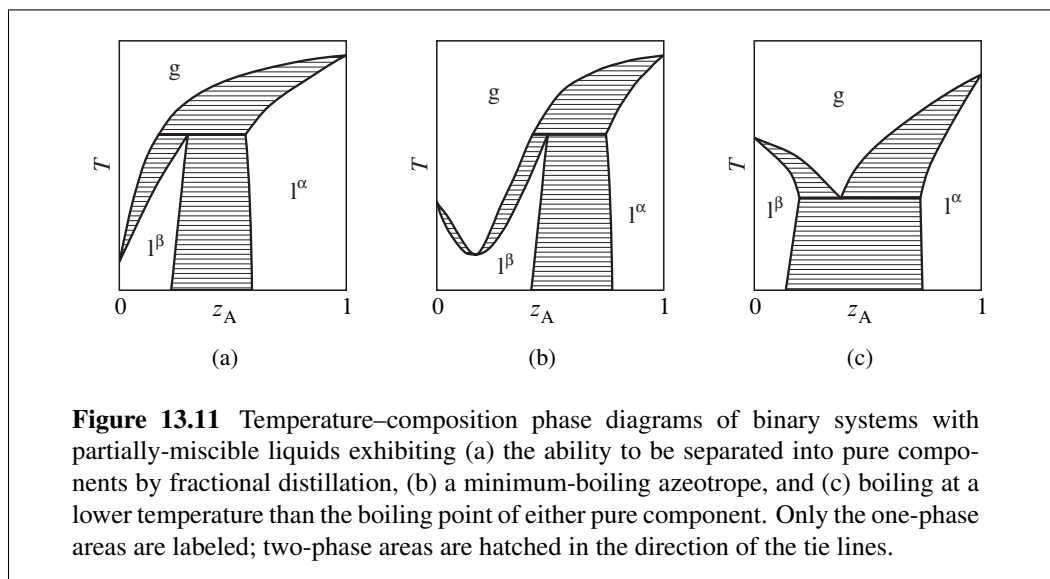 g
T
l^β
l^α
0
z_A
1
(a)
g
T
l^β
l^α
0
z_A
1
(b)
g
T
l^β
l^α
0
z_A
1
(c)
Figure 13.11 Temperature–composition phase diagrams of binary systems with
partially-miscible liquids exhibiting (a) the ability to be separated into pure compo-
nents by fractional distillation, (b) a minimum-boiling azeotrope, and (c) boiling at a
lower temperature than the boiling point of either pure component. Only the one-phase
areas are labeled; two-phase areas are hatched in the direction of the tie lines.